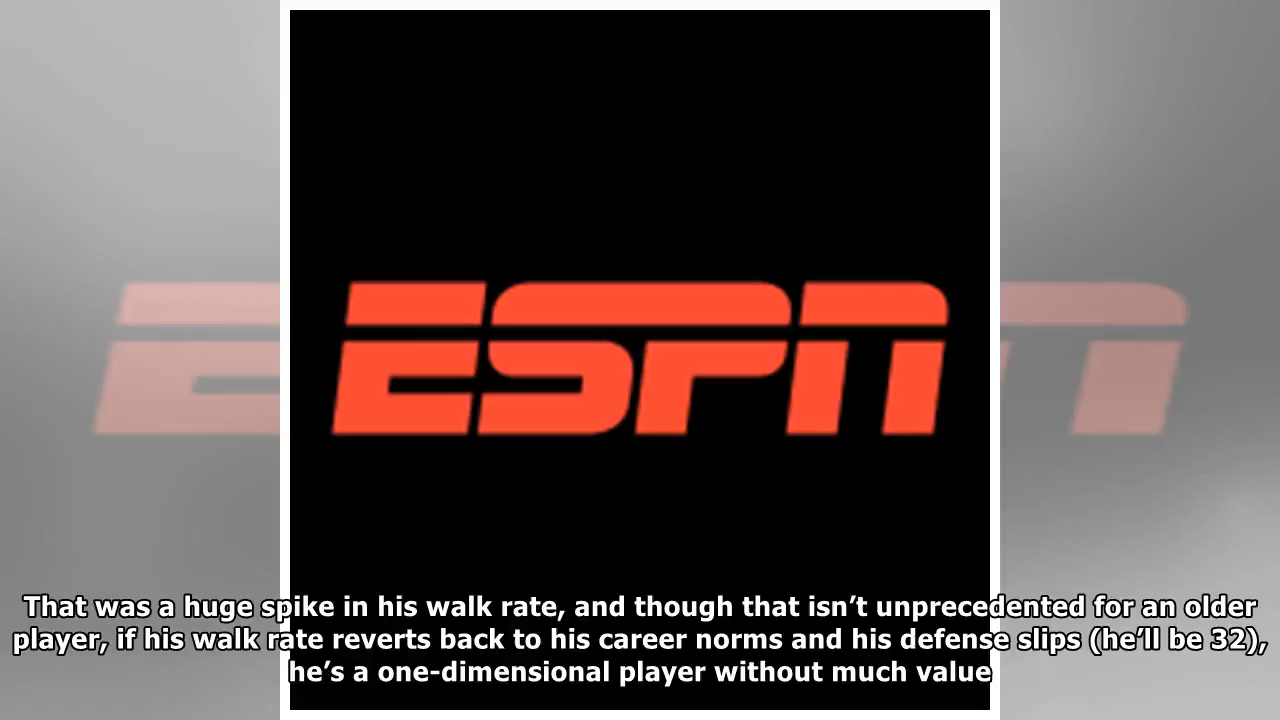 ESPN
That was a huge spike in his walk rate, and though that isn’t unprecedented for an older
player, if his walk rate reverts back to his career norms and his defense slips (he’ll be 32),
he’s a one-dimensional player without much value